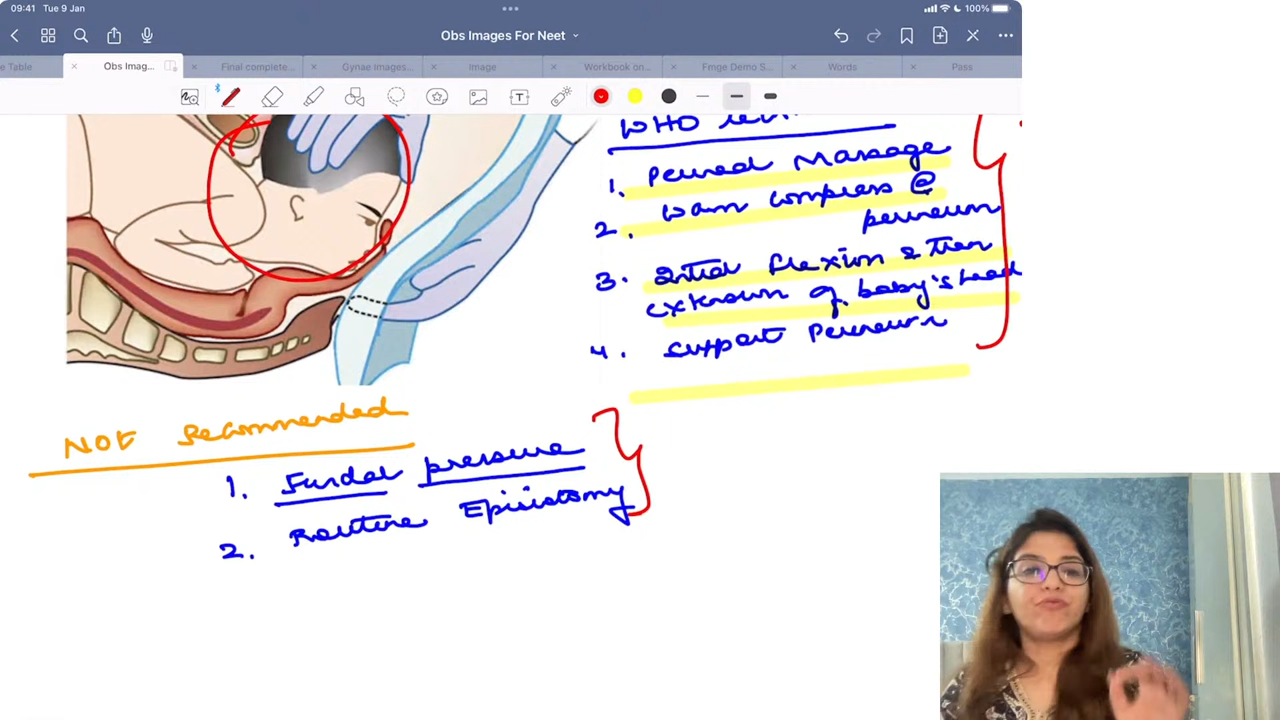 09:41 Tue 9 Jan
100%
Obs Images For Neet
e Table
Obs Imag...
Final complete...
Gynae Images...
Image
Workbook on...
Fmge Demo S...
Words
Pass
WHO
1. Perineal Massage
2. Warm compress @
perineum
3. Initial flexion & then
extension of baby's head
4. Support Perineum
NOT Recommended
1. Fundal pressure
2. Routine Episiotomy